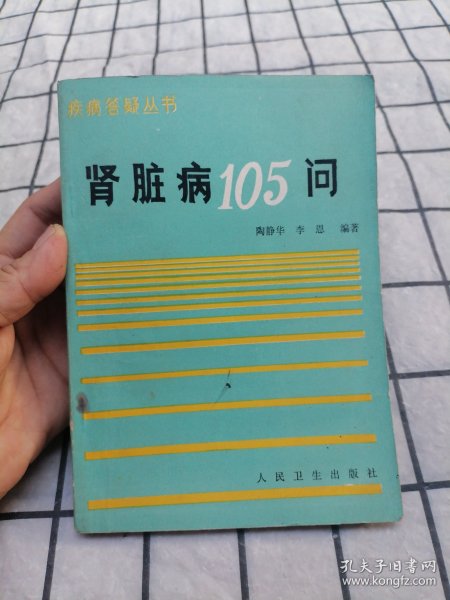 疾病答疑丛书
肾脏病105问
陶静华 李恩 编著
人民卫生出版社
孔夫子旧书网
www.kongfz.com